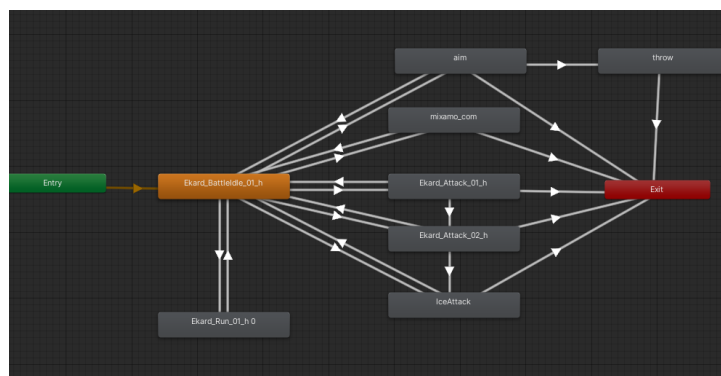 aim
throw
mixamo_com
Entry
Ekard_BattleIdle_01_h
Ekard_Attack_01_h
Exit
Ekard_Attack_02_h
IceAttack
Ekard_Run_01_h 0